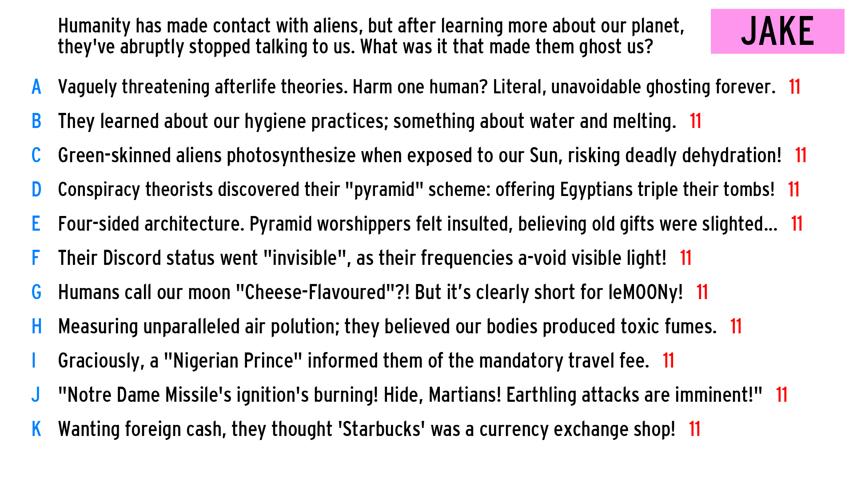 Humanity has made contact with aliens, but after learning more about our planet,
they've abruptly stopped talking to us. What was it that made them ghost us?
JAKE
A Vaguely threatening afterlife theories. Harm one human? Literal, unavoidable ghosting forever. 11
B They learned about our hygiene practices; something about water and melting. 11
C Green-skinned aliens photosynthesize when exposed to our Sun, risking deadly dehydration! 11
D Conspiracy theorists discovered their "pyramid" scheme: offering Egyptians triple their tombs! 11
E Four-sided architecture. Pyramid worshippers felt insulted, believing old gifts were slighted... 11
F Their Discord status went "invisible", as their frequencies a-void visible light! 11
G Humans call our moon "Cheese-Flavoured"?! But it’s clearly short for leMOONy! 11
H Measuring unparalleled air polution; they believed our bodies produced toxic fumes. 11
I Graciously, a "Nigerian Prince" informed them of the mandatory travel fee. 11
J "Notre Dame Missile's ignition's burning! Hide, Martians! Earthling attacks are imminent!" 11
K Wanting foreign cash, they thought 'Starbucks' was a currency exchange shop! 11